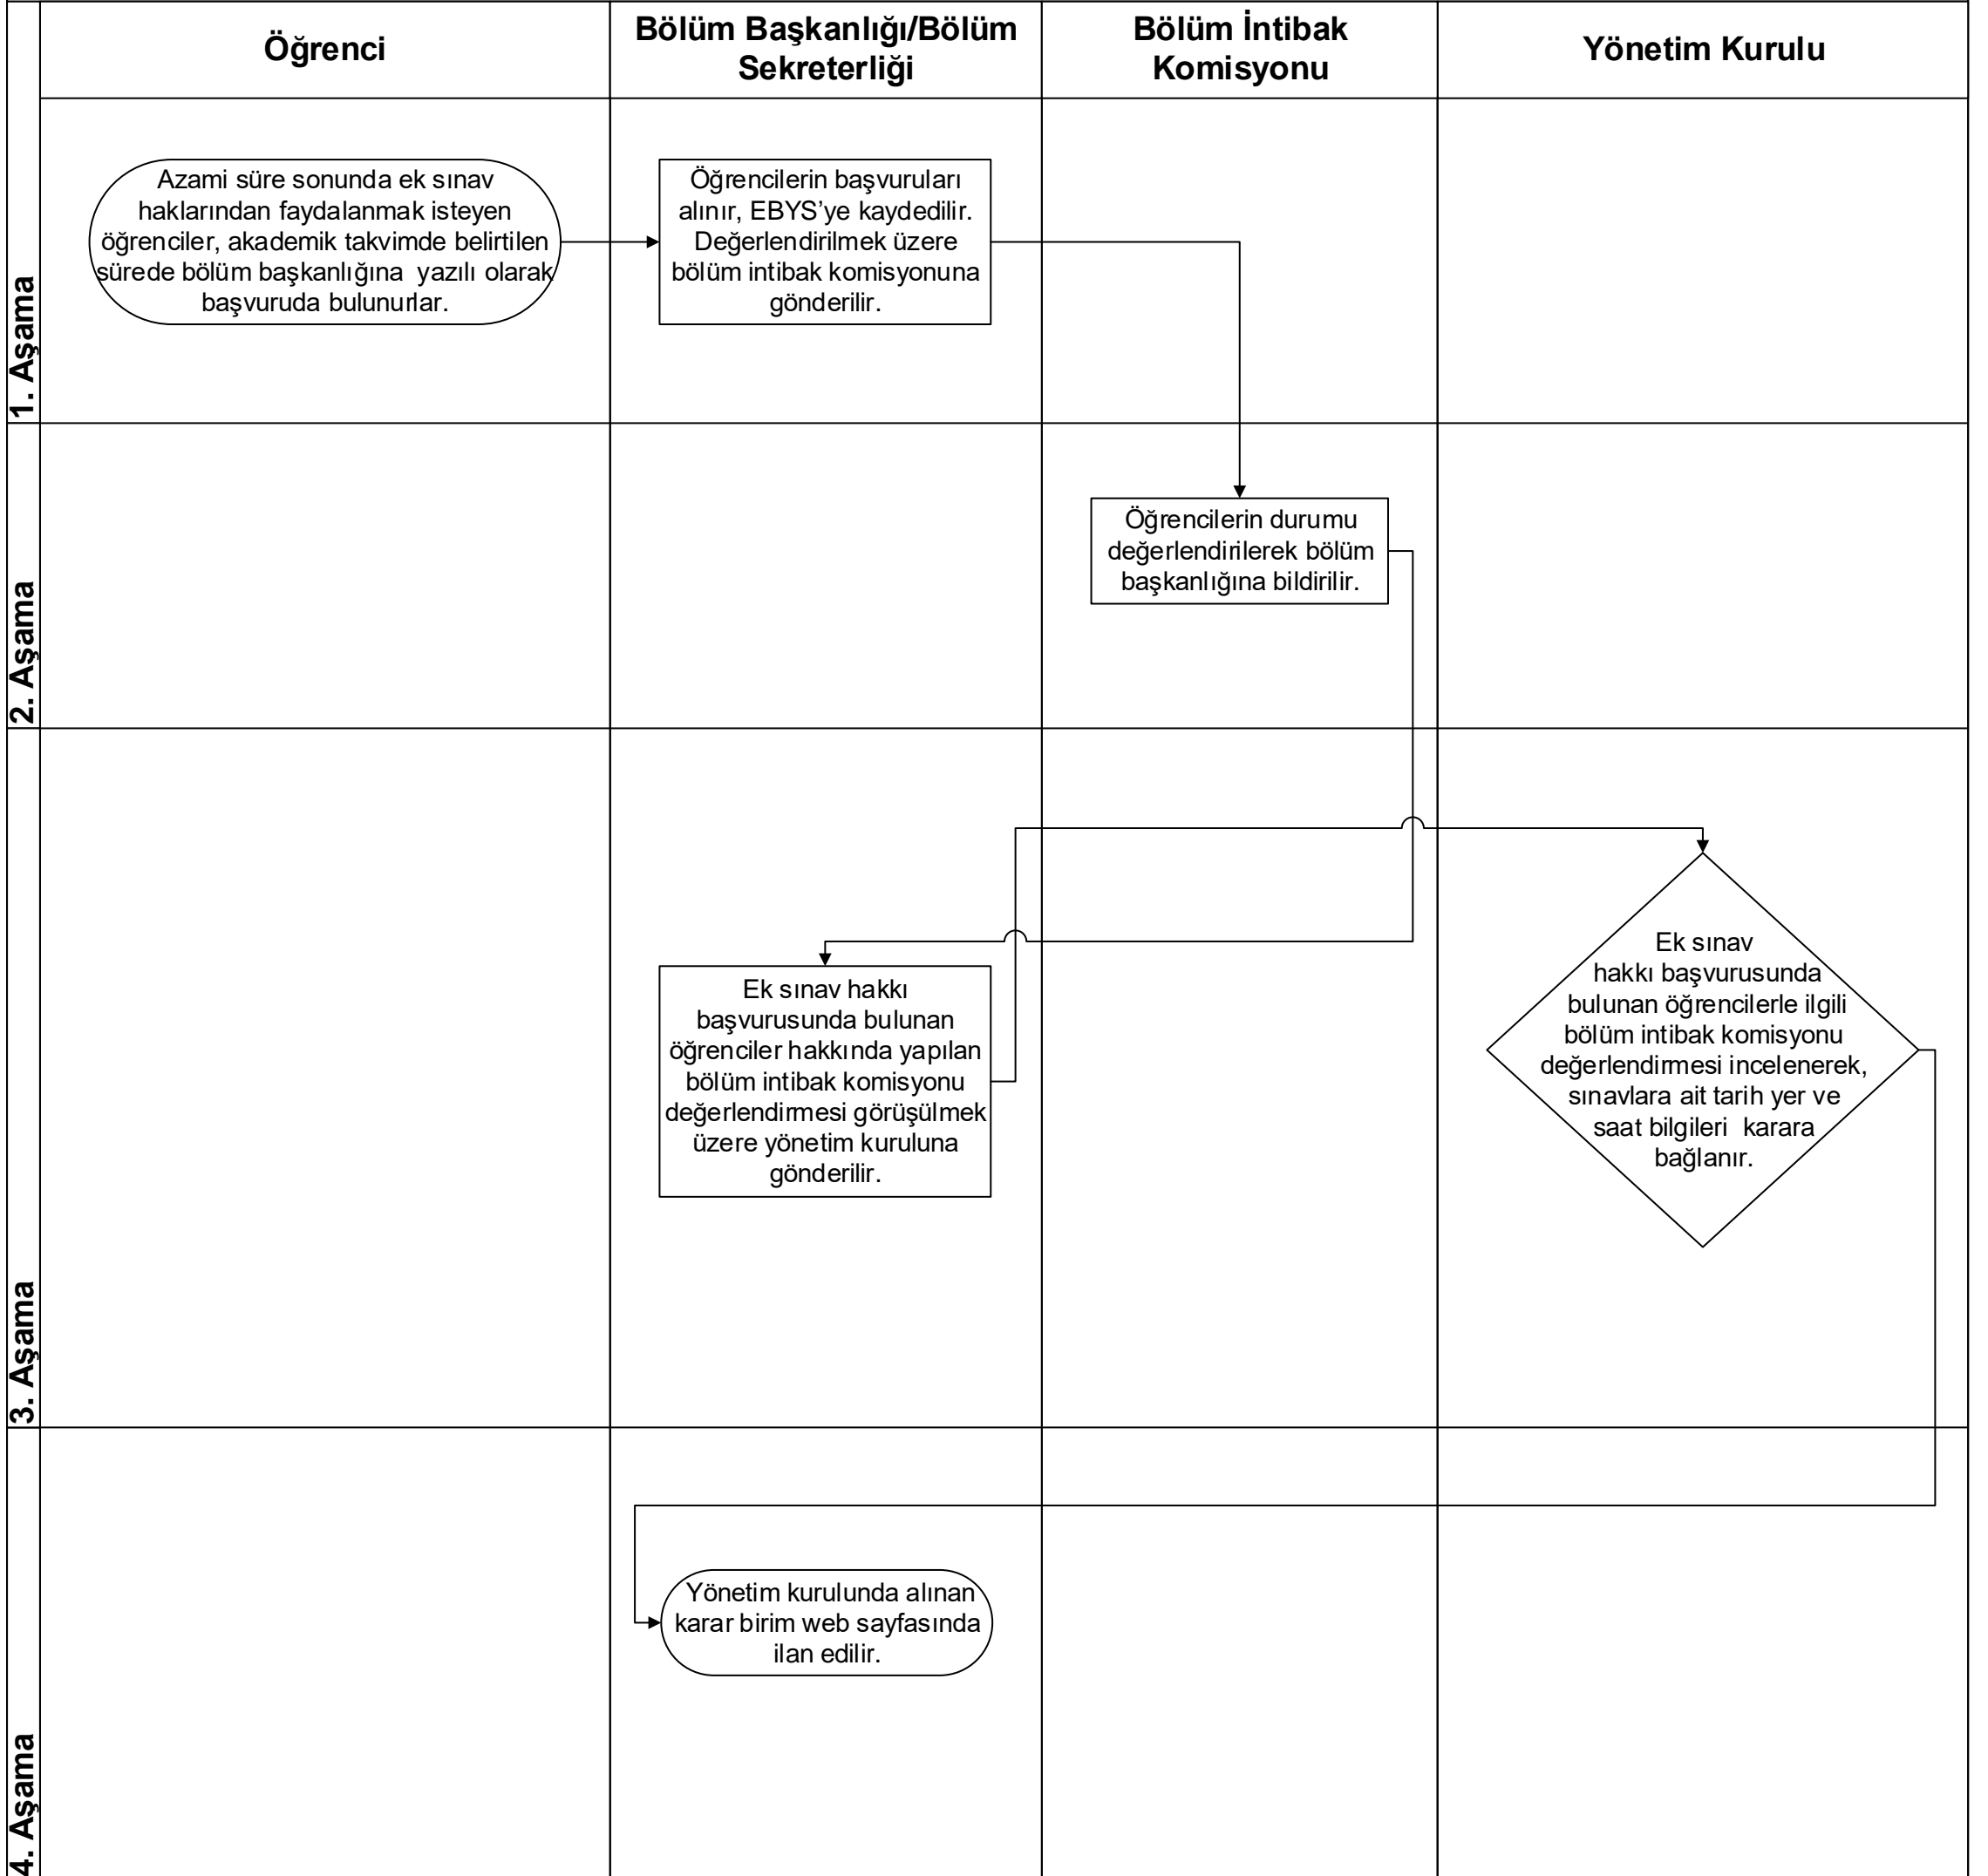 Öğrenci
Bölüm Başkanlığı/Bölüm
Sekreterliği
Bölüm İntibak
Komisyonu
Yönetim Kurulu
1. Aşama
Azami süre sonunda ek sınav
haklarından faydalanmak isteyen
öğrenciler, akademik takvimde belirtilen
sürede bölüm başkanlığına  yazılı olarak
başvuruda bulunurlar.
Öğrencilerin başvuruları
alınır, EBYS’ye kaydedilir.
Değerlendirilmek üzere
bölüm intibak komisyonuna
gönderilir.
2. Aşama
Öğrencilerin durumu
değerlendirilerek bölüm
başkanlığına bildirilir.
3. Aşama
Ek sınav hakkı
başvurusunda bulunan
öğrenciler hakkında yapılan
bölüm intibak komisyonu
değerlendirmesi görüşülmek
üzere yönetim kuruluna
gönderilir.
Ek sınav
hakkı başvurusunda
bulunan öğrencilerle ilgili
bölüm intibak komisyonu
değerlendirmesi incelenerek,
sınavlara ait tarih yer ve
saat bilgileri  karara
bağlanır.
4. Aşama
Yönetim kurulunda alınan
karar birim web sayfasında
ilan edilir.